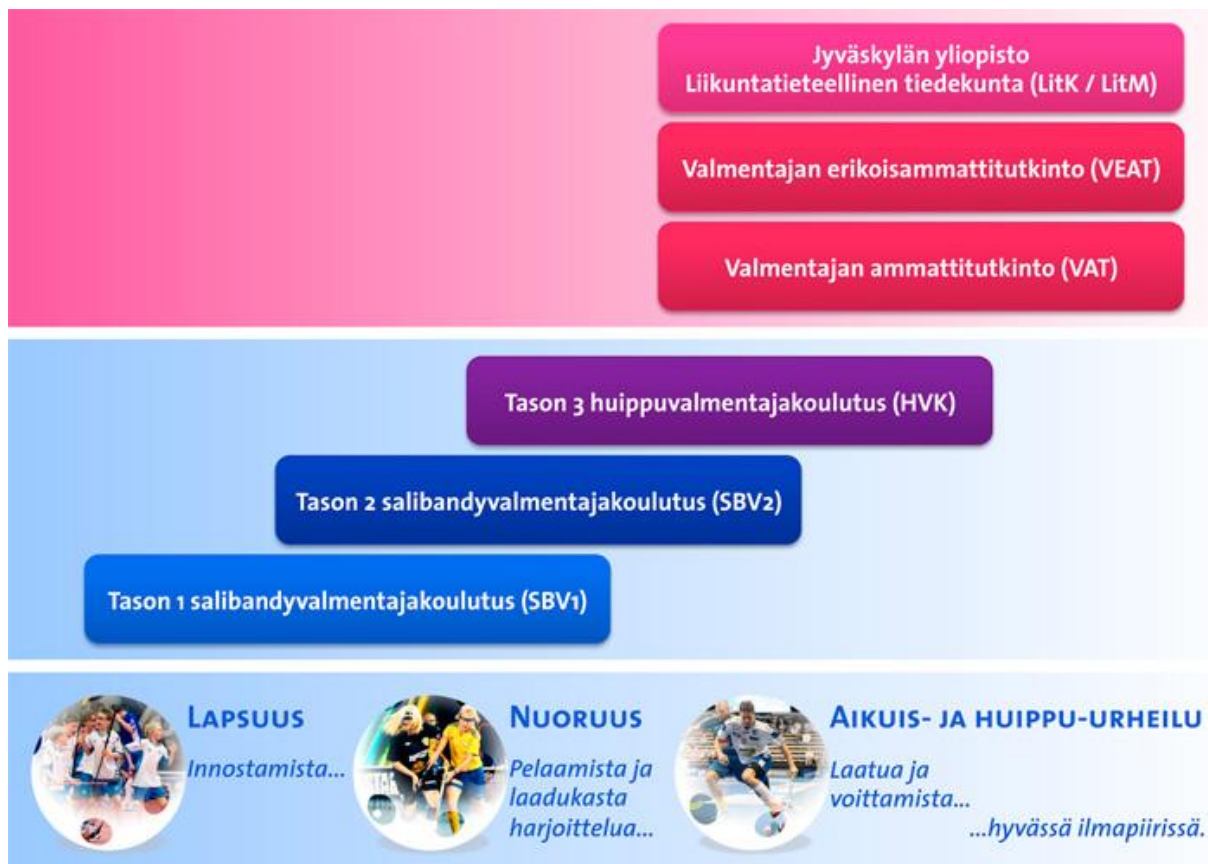 Jyväskylän yliopisto
Liikuntatieteellinen tiedekunta (LitK / LitM)
Valmentajan erikoisammattitutkinto (VEAT)
Valmentajan ammattitutkinto (VAT)
Tason 3 huippuvalmentajakoulutus (HVK)
Tason 2 salibandyvalmentajakoulutus (SBV2)
Tason 1 salibandyvalmentajakoulutus (SBV1)
LAPSUUS
Innostamista...
NUORUUS
Pelaamista ja
laadukasta
harjoittelua...
AIKUIS- JA HUIPPU-URHEILU
Laatua ja
voittamista...
...hyvässä ilmapiirissä.